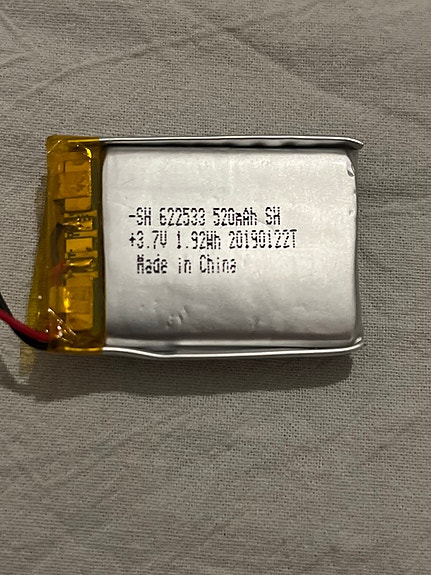 -SH 622533 520mAh SH
+3.7V 1.92Wh 20190122T
Made in China